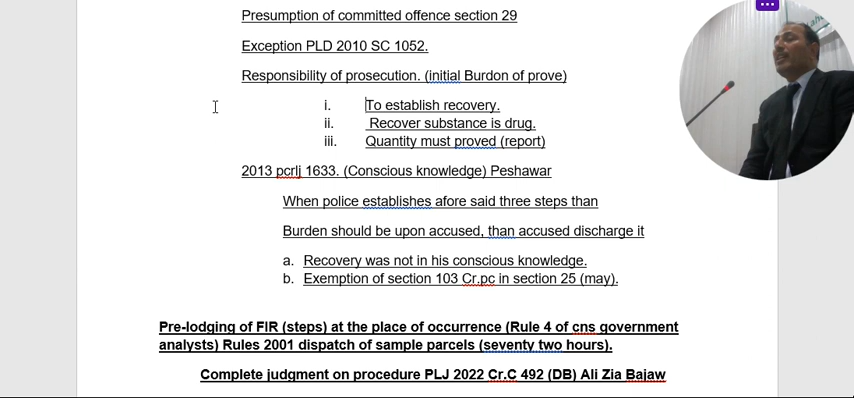 Presumption of committed offence section 29
Exception PLD 2010 SC 1052.
Responsibility of prosecution. (initial Burdon of prove)
i. To establish recovery.
ii. Recover substance is drug.
iii. Quantity must proved (report)
2013 pcrlj 1633. (Conscious knowledge) Peshawar
When police establishes afore said three steps than
Burden should be upon accused, than accused discharge it
a. Recovery was not in his conscious knowledge.
b. Exemption of section 103 Cr.pc in section 25 (may).
Pre-lodging of FIR (steps) at the place of occurrence (Rule 4 of cns government
analysts) Rules 2001 dispatch of sample parcels (seventy two hours).
Complete judgment on procedure PLJ 2022 Cr.C 492 (DB) Ali Zia Bajaw